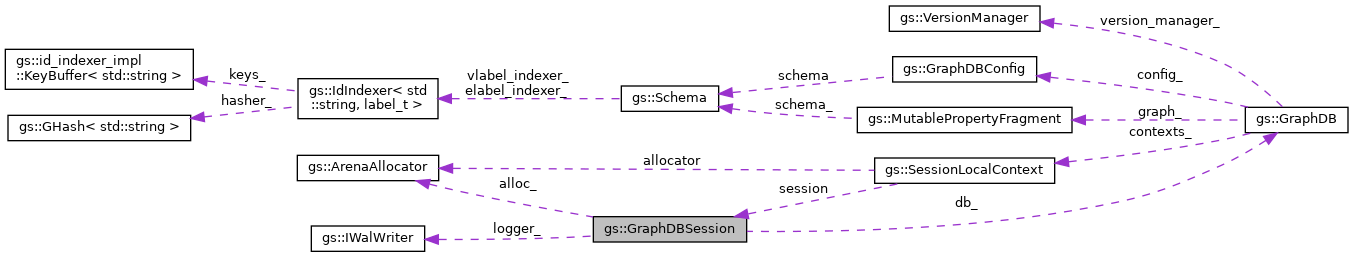 gs::VersionManager
version_manager_
gs::id_indexer_impl
::KeyBuffer< std::string >
keys_
hasher_
gs::GHash< std::string >
gs::IdIndexer< std
::string, label_t >
vlabel_indexer_
elabel_indexer_
gs::Schema
schema
schema_
gs::GraphDBConfig
config_
gs::MutablePropertyFragment
graph_
contexts_
gs::GraphDB
gs::ArenaAllocator
allocator
gs::SessionLocalContext
alloc_
session
db_
gs::GraphDBSession
logger_
gs::IWalWriter